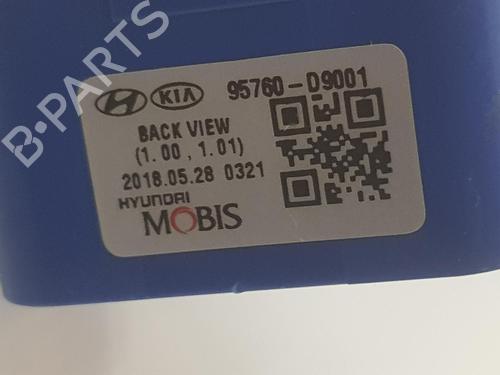 B-PARTS
KIA 95760-D9001
BACK VIEW
(1.00, 1.01)
2018.05.28 0321
HYUNDAI
MOBIS